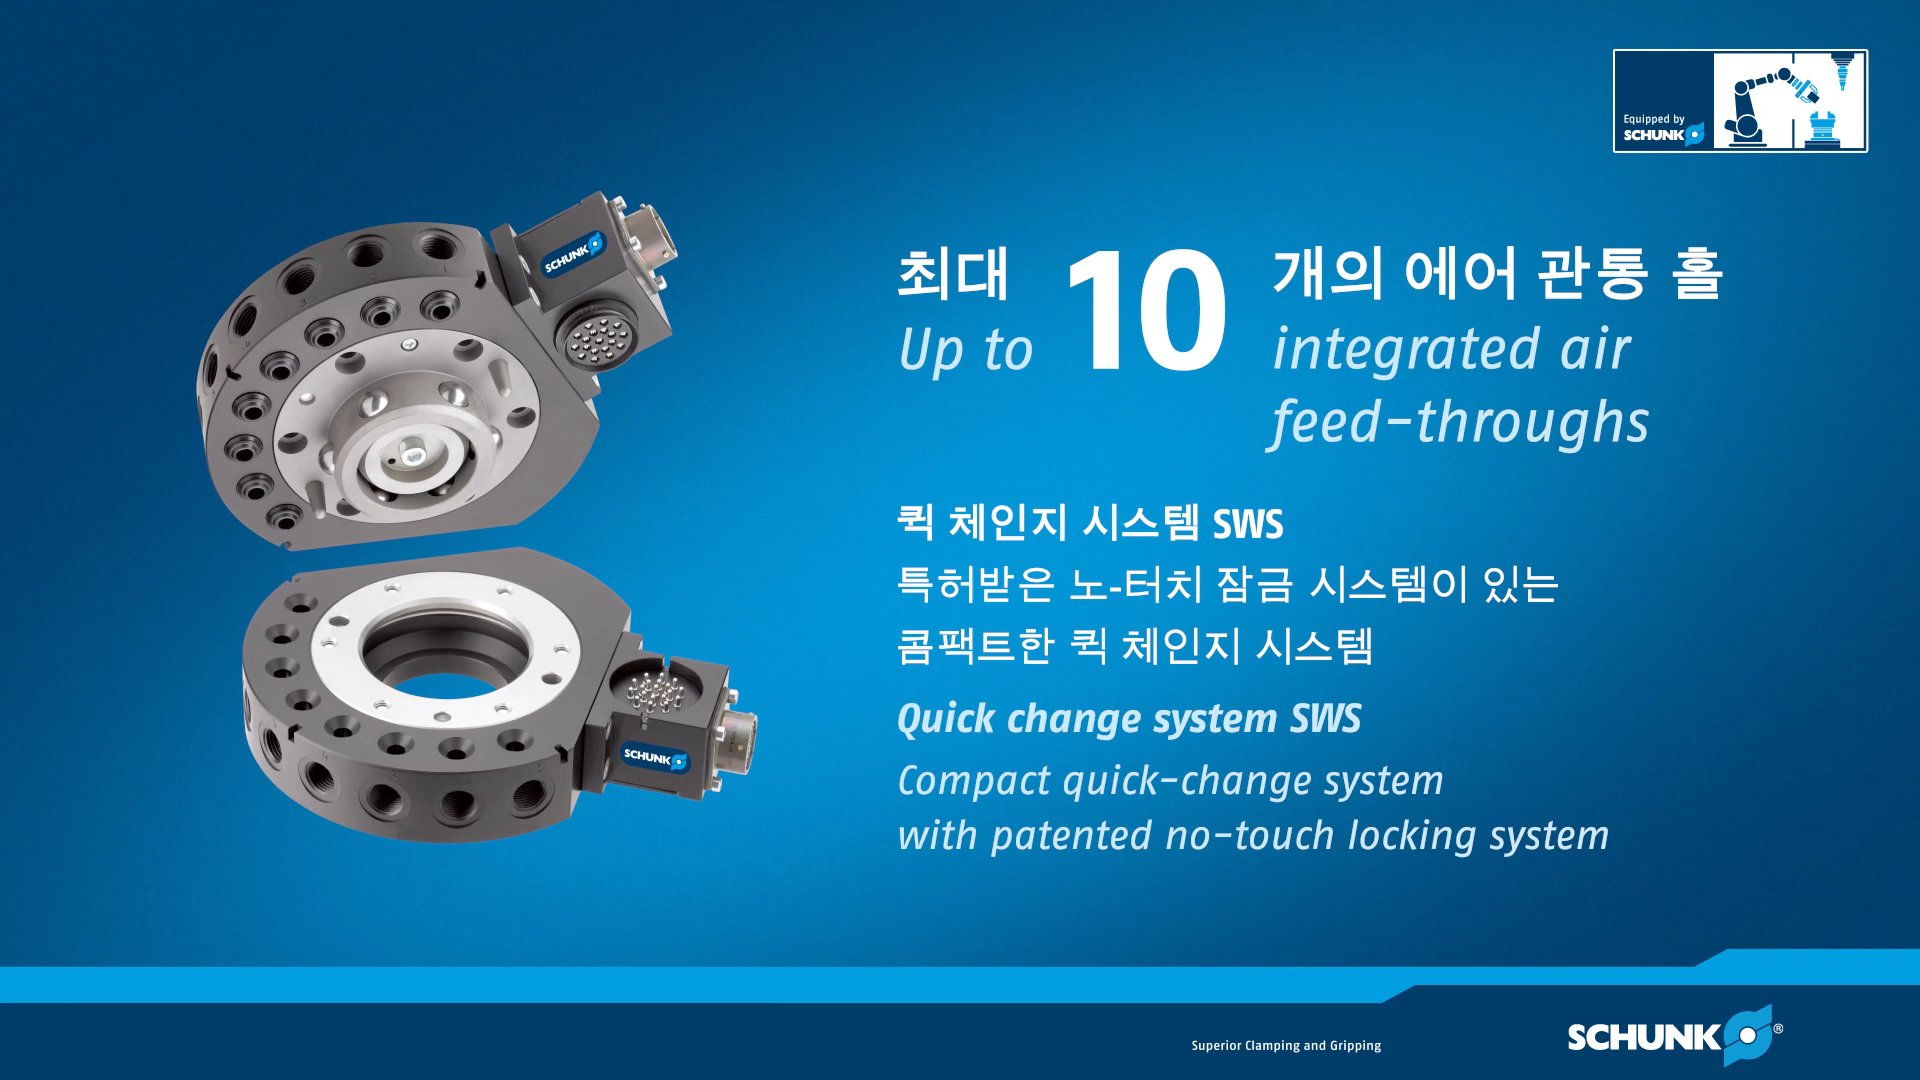 Equipped by
SCHUNK
SCHUNK
최대 10 개의 에어 관통 홀
Up to integrated air
feed-throughs
퀵 체인지 시스템 SWS
특허받은 노-터치 잠금 시스템이 있는
콤팩트한 퀵 체인지 시스템
Quick change system SWS
Compact quick-change system
with patented no-touch locking system
SCHUNK
Superior Clamping and Gripping
SCHUNK ®